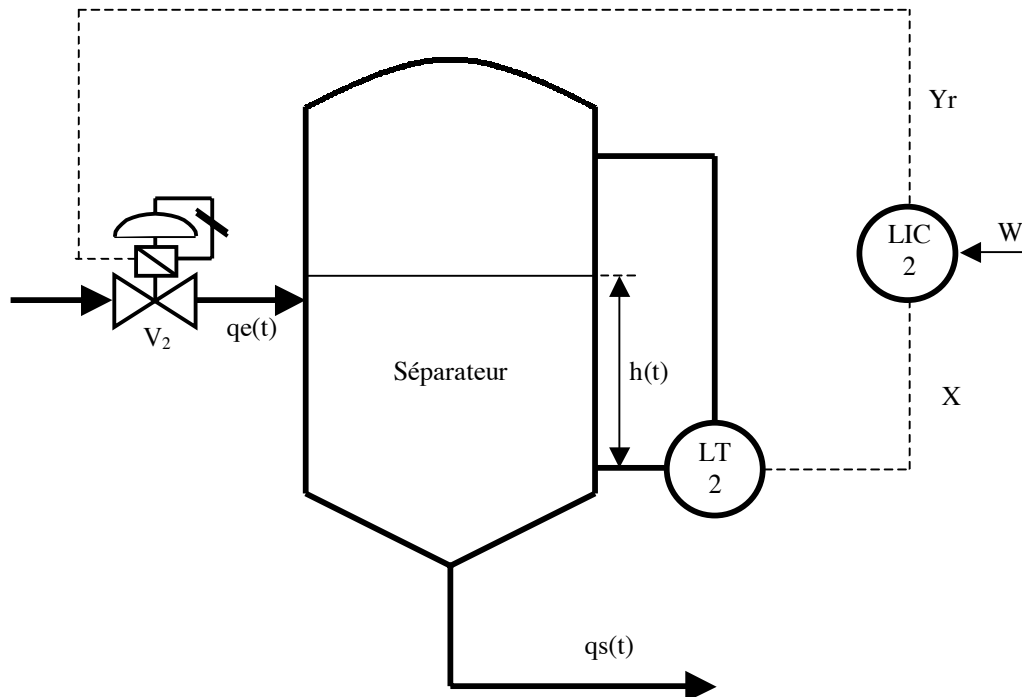 Yr
LIC
2
W
V₂
qe(t)
Séparateur
h(t)
X
LT
2
qs(t)